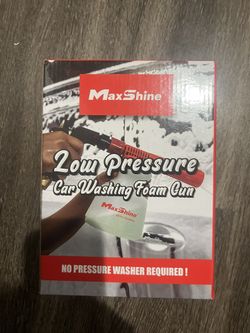 MaxShine
Low Pressure
Car Washing Foam Gun
MaxShine
NO PRESSURE WASHER REQUIRED !